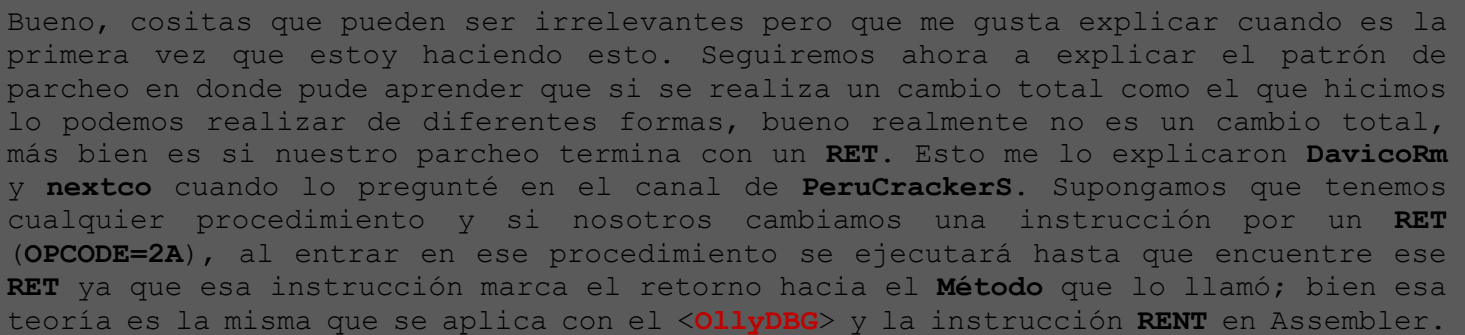 Bueno, cositas que pueden ser irrelevantes pero que me gusta explicar cuando es la
primera vez que estoy haciendo esto. Seguiremos ahora a explicar el patrón de
parcheo en donde pude aprender que si se realiza un cambio total como el que hicimos
lo podemos realizar de diferentes formas, bueno realmente no es un cambio total,
más bien es si nuestro parcheo termina con un RET. Esto me lo explicaron DavicoRm
y nextco cuando lo pregunté en el canal de PeruCrackerS. Supongamos que tenemos
cualquier procedimiento y si nosotros cambiamos una instrucción por un RET
(OPCODE=2A), al entrar en ese procedimiento se ejecutará hasta que encuentre ese
RET ya que esa instrucción marca el retorno hacia el Método que lo llamó; bien esa
teoría es la misma que se aplica con el <OllyDBG> y la instrucción RENT en Assembler.